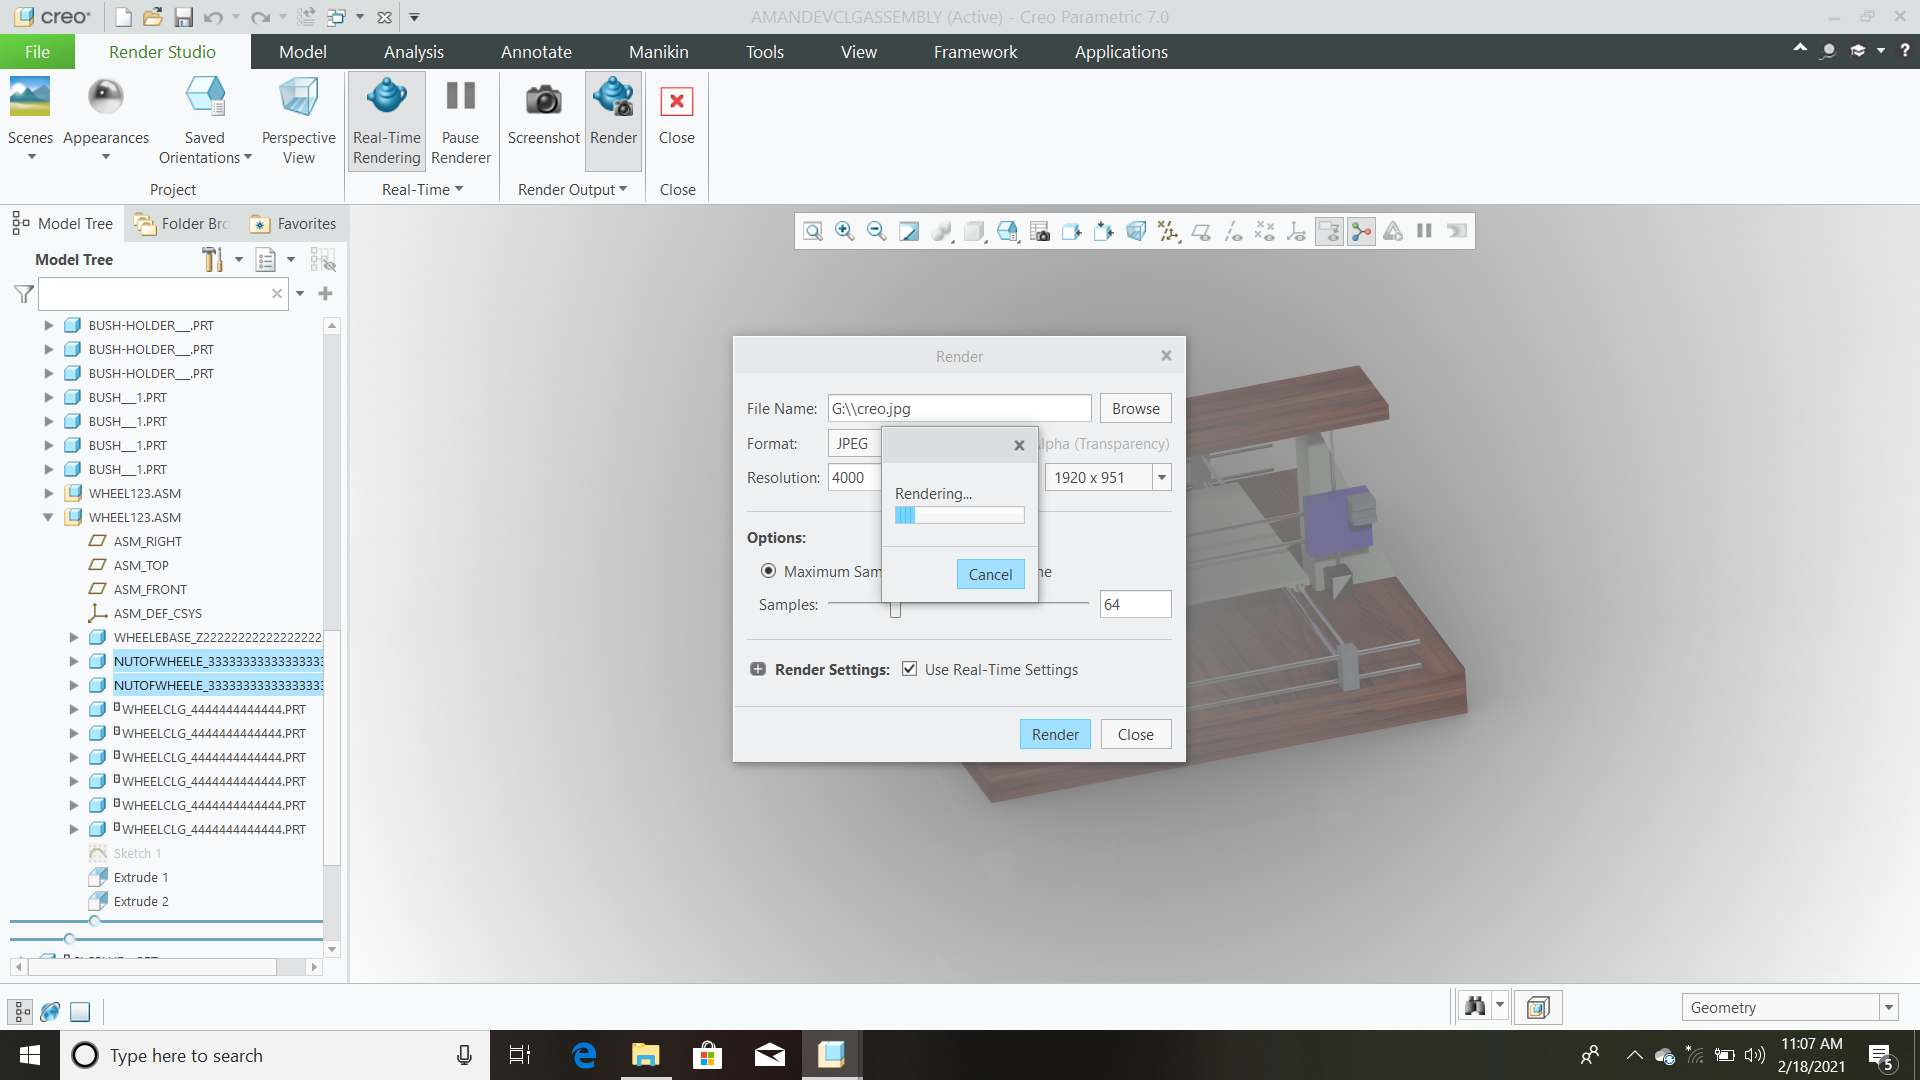 creo
AMANDEVCLGASSEMBLY (Active) - Creo Parametric 7.0
File
Render Studio
Model
Analysis
Annotate
Manikin
Tools
View
Framework
Applications
Scenes
Appearances
Saved
Orientations
Perspective
View
Real-Time
Rendering
Pause
Renderer
Screenshot
Render
Close
Project
Real-Time
Render Output
Close
Model Tree
Folder Brc
Favorites
Model Tree
BUSH-HOLDER__.PRT
BUSH-HOLDER__.PRT
BUSH-HOLDER__.PRT
BUSH__1.PRT
BUSH__1.PRT
BUSH__1.PRT
BUSH__1.PRT
WHEEL123.ASM
WHEEL123.ASM
ASM_RIGHT
ASM_TOP
ASM_FRONT
ASM_DEF_CSYS
WHEELEBASE_Z2222222222222222222
NUTOFWHEELE_33333333333333333
NUTOFWHEELE_33333333333333333
WHEELCLG_4444444444444.PRT
WHEELCLG_4444444444444.PRT
WHEELCLG_4444444444444.PRT
WHEELCLG_4444444444444.PRT
WHEELCLG_4444444444444.PRT
WHEELCLG_4444444444444.PRT
Sketch 1
Extrude 1
Extrude 2
Render
File Name:
G:\\creo.jpg
Browse
Format:
JPEG
lpha (Transparency)
Resolution:
4000
1920 x 951
Rendering...
Cancel
Options:
Maximum Sam
ne
Samples:
64
Render Settings:
Use Real-Time Settings
Render
Close
Geometry
Type here to search
11:07 AM
2/18/2021
5